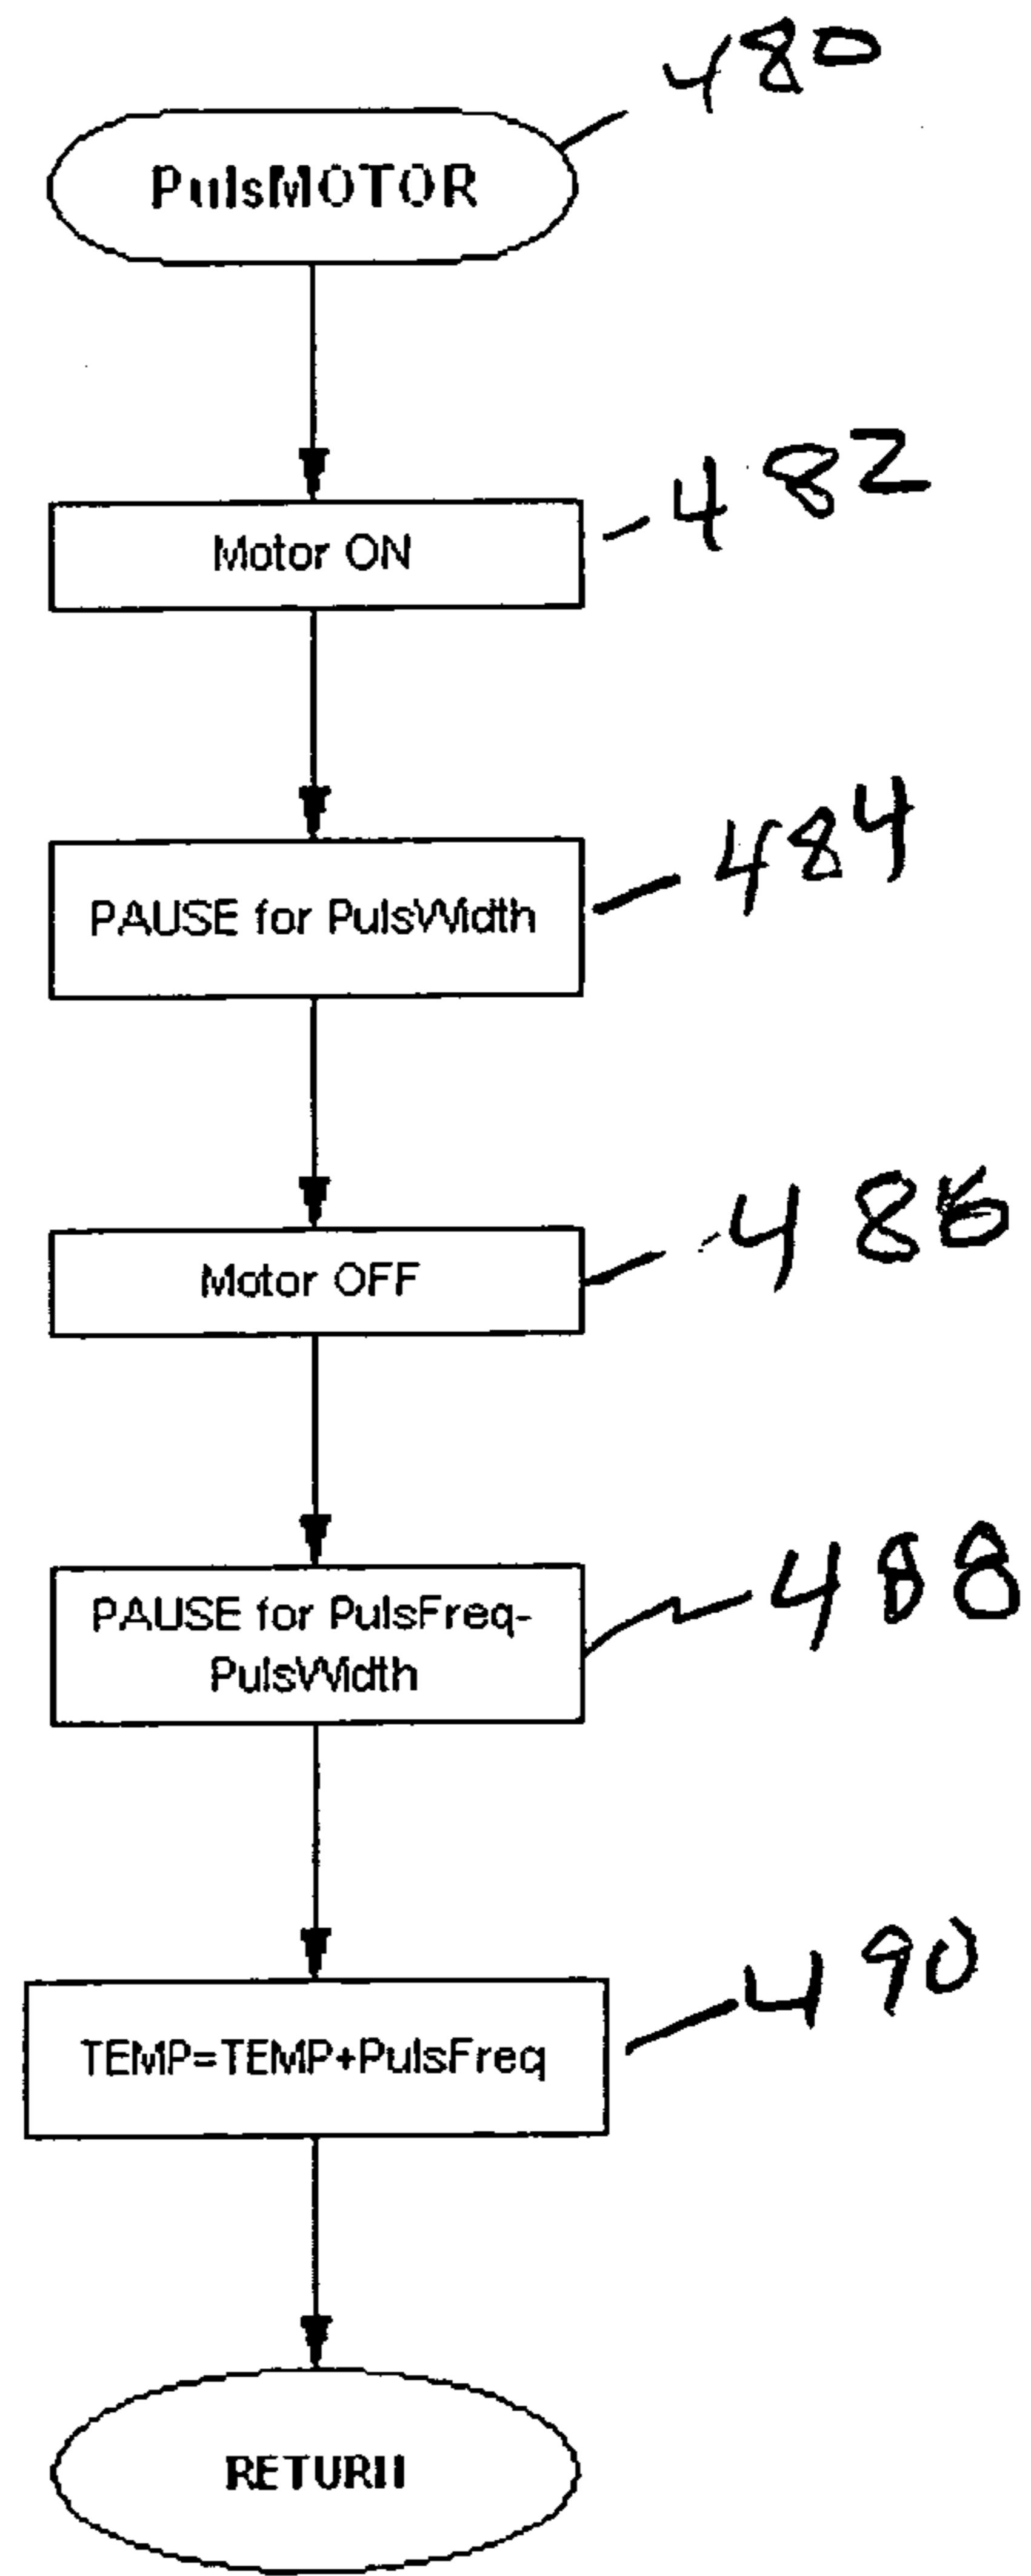 480
PulsMOTOR
482
Motor ON
484
PAUSE for PulsWidth
486
Motor OFF
488
PAUSE for PulsFreq-
PulsWidth
490
TEMP=TEMP+PulsFreq
RETURN